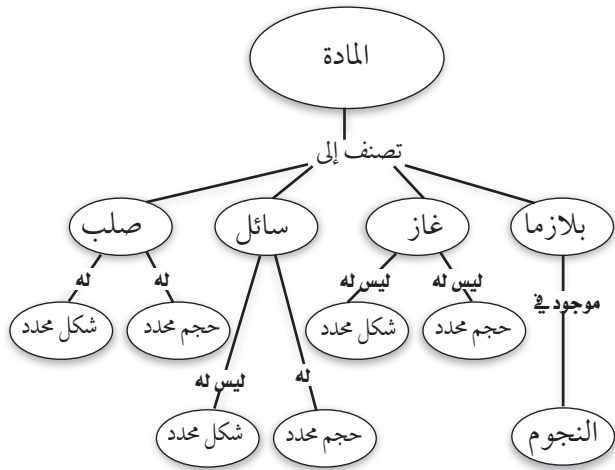 المادة
تصنف إلى
بلازما
غاز
سائل
صلب
موجود في
ليس له
ليس له
له
له
حجم محدد
شكل محدد
حجم محدد
شكل محدد
له
ليس له
النجوم
حجم محدد
شكل محدد